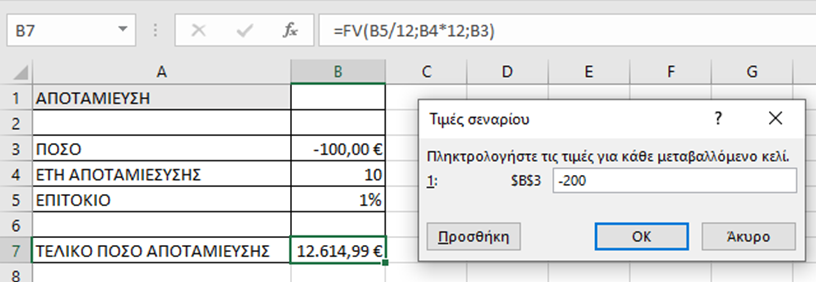 B7 fx =FV(B5/12;B4*12;B3)
A B C D E F G
1 ΑΠΟΤΑΜΙΕΥΣΗ
2
3 ΠΟΣΟ -100,00 €
4 ΕΤΗ ΑΠΟΤΑΜΙΕΣΥΣΗΣ 10
5 ΕΠΙΤΟΚΙΟ 1%
6
7 ΤΕΛΙΚΟ ΠΟΣΟ ΑΠΟΤΑΜΙΕΥΣΗΣ 12.614,99 €
8
Τιμές σεναρίου ?
Πληκτρολογήστε τις τιμές για κάθε μεταβαλλόμενο κελί.
1: $B$3 -200
Προσθήκη OK Άκυρο